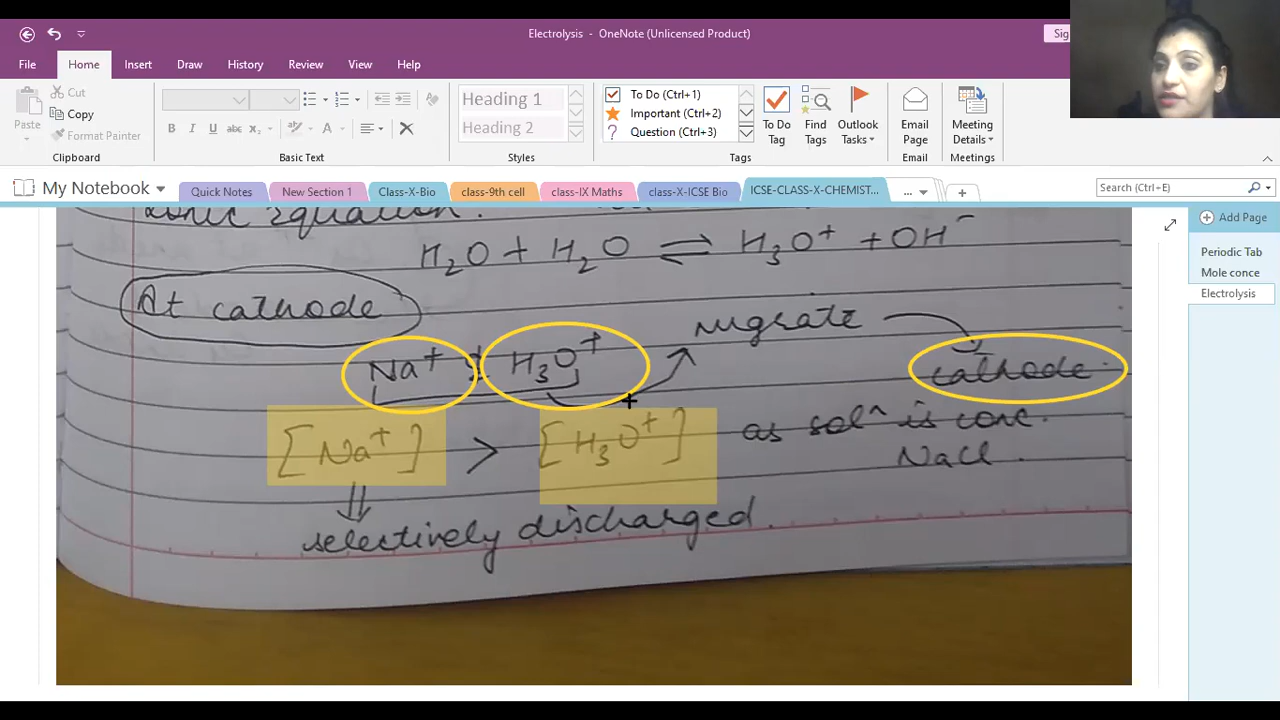 Electrolysis - OneNote (Unlicensed Product)
Sig
File Home Insert Draw History Review View Help
Paste
Cut
Copy
Format Painter
Clipboard
B I U abc x₂ A
Basic Text
Heading 1
Heading 2
Styles
To Do (Ctrl+1)
Important (Ctrl+2)
? Question (Ctrl+3)
To Do Tag
Find Tags
Outlook Tasks
Tags
Email Page
Email
Meeting Details
Meetings
My Notebook Quick Notes New Section 1 Class-X-Bio class-9th cell class-IX Maths class-X-ICSE Bio ICSE-CLASS-X-CHEMIST... ... +
Search (Ctrl+E)
Add Page
Periodic Tab
Mole conce
Electrolysis
ionic equation.
H₂O + H₂O ⇌ H₃O⁺ + OH⁻
At cathode
Na⁺ & H₃O⁺ migrate → cathode.
[Na⁺] > [H₃O⁺] as solⁿ is conc.
NaCl.
⇓
selectively discharged.